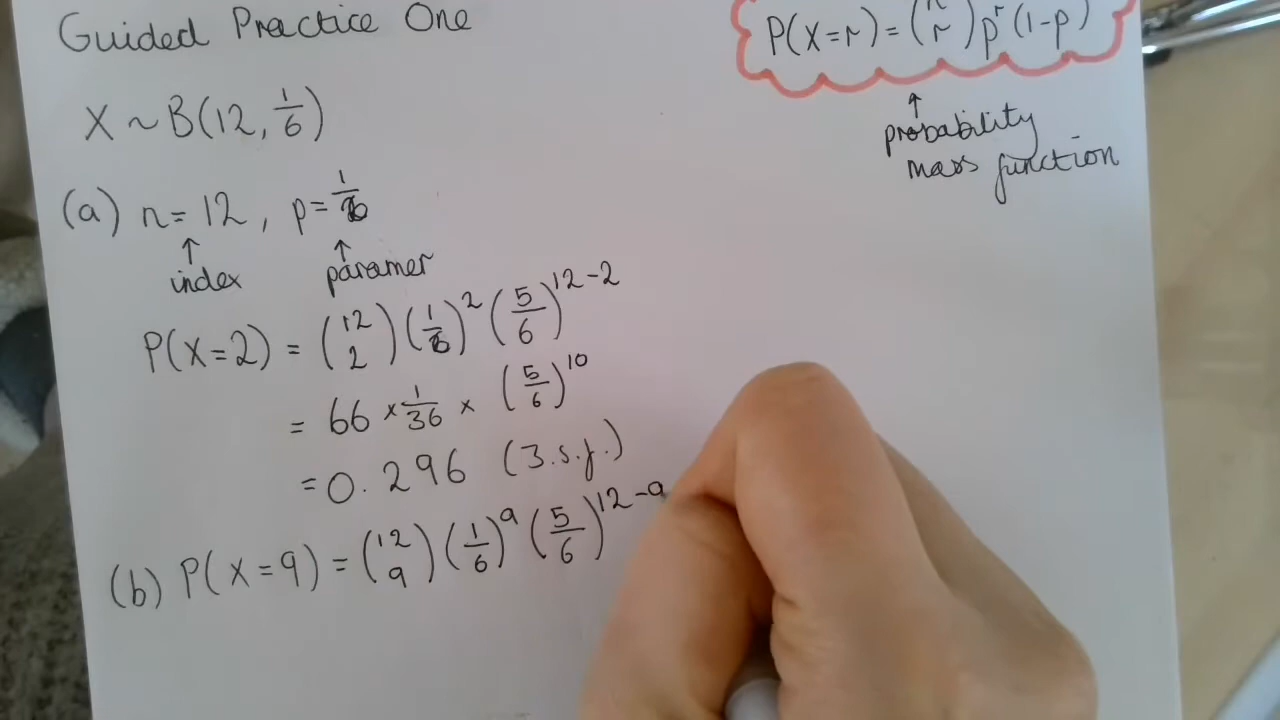 Guided Practice One
P(X=r)=(n r)pʳ(1-p)
probability
mass function
X ~ B(12, 1/6)
(a) n=12, p=1/6
index
paramer
P(X=2) = (12 2)(1/6)²(5/6)¹²⁻²
= 66 × 1/36 × (5/6)¹⁰
= 0.296 (3.s.f.)
(b) P(X=9) = (12 9)(1/6)⁹(5/6)¹²⁻⁹